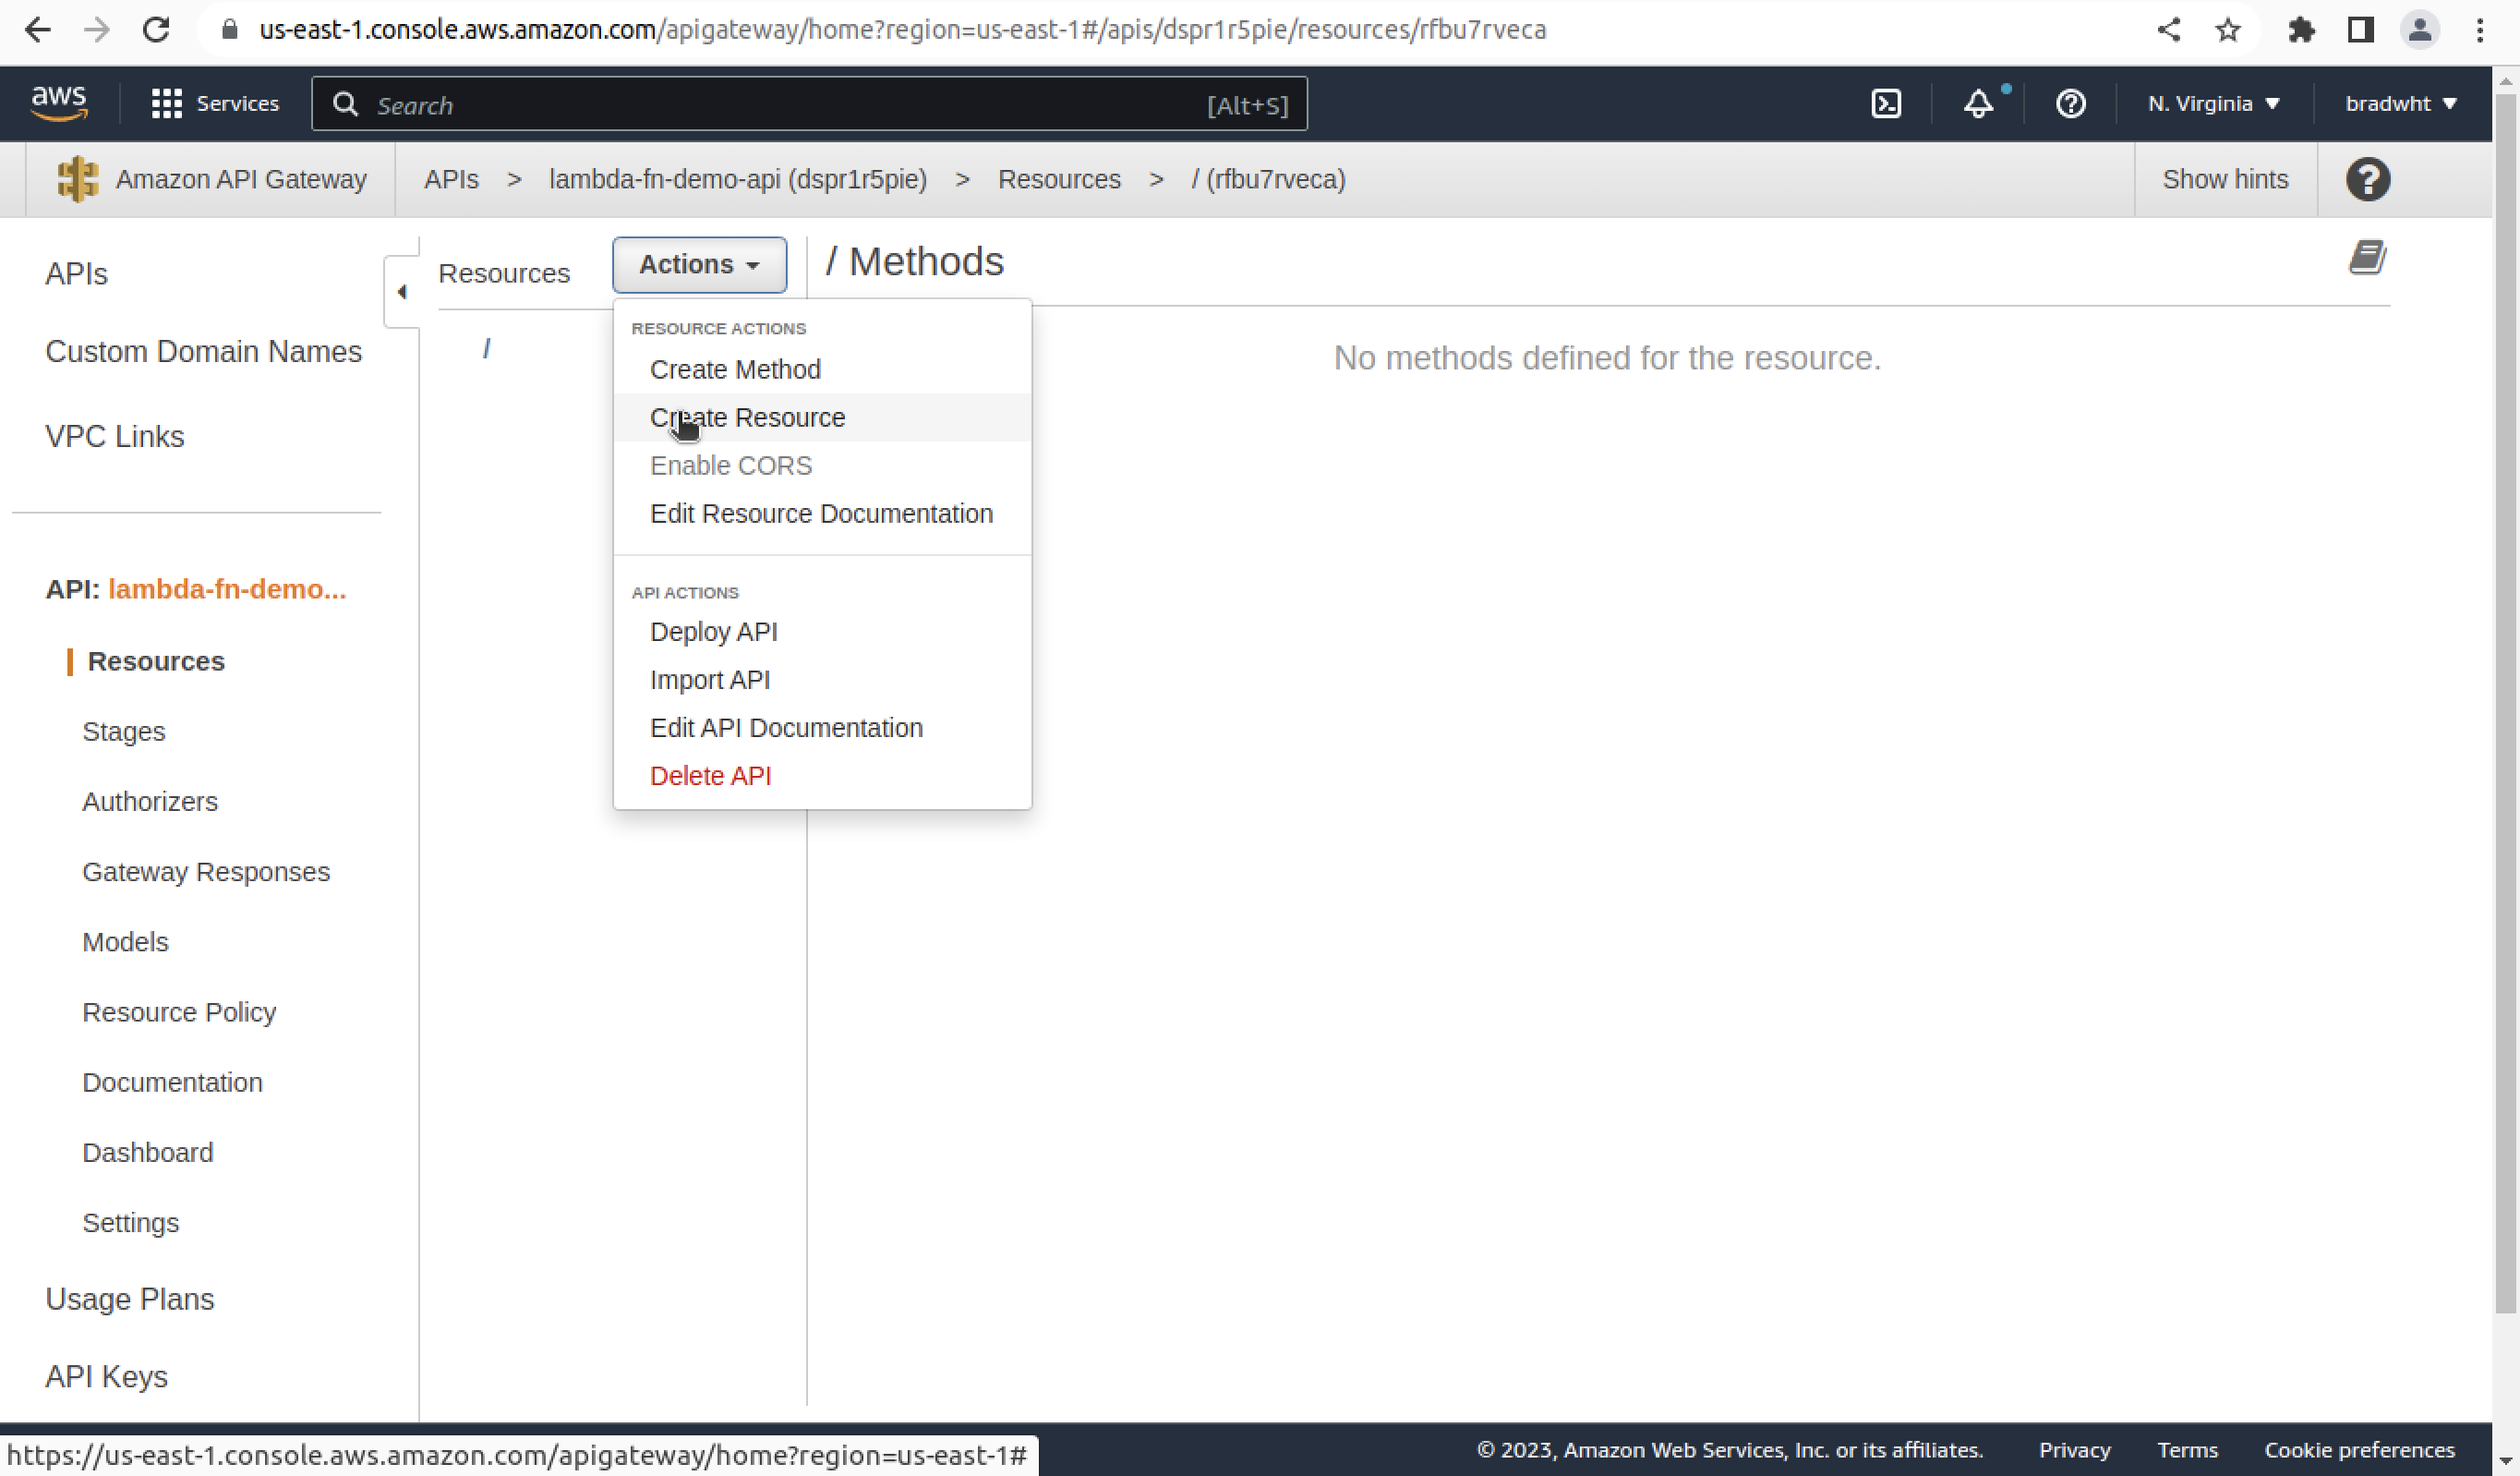 us-east-1.console.aws.amazon.com/apigateway/home?region=us-east-1#/apis/dspr1r5pie/resources/rfbu7rveca
aws Services Search [Alt+S] N. Virginia bradwht
Amazon API Gateway APIs > lambda-fn-demo-api (dspr1r5pie) > Resources > / (rfbu7rveca) Show hints ?
APIs
Custom Domain Names
VPC Links
API: lambda-fn-demo...
Resources
Stages
Authorizers
Gateway Responses
Models
Resource Policy
Documentation
Dashboard
Settings
Usage Plans
API Keys
Resources Actions
/
RESOURCE ACTIONS
Create Method
Create Resource
Enable CORS
Edit Resource Documentation
API ACTIONS
Deploy API
Import API
Edit API Documentation
Delete API
/ Methods
No methods defined for the resource.
https://us-east-1.console.aws.amazon.com/apigateway/home?region=us-east-1#
© 2023, Amazon Web Services, Inc. or its affiliates. Privacy Terms Cookie preferences